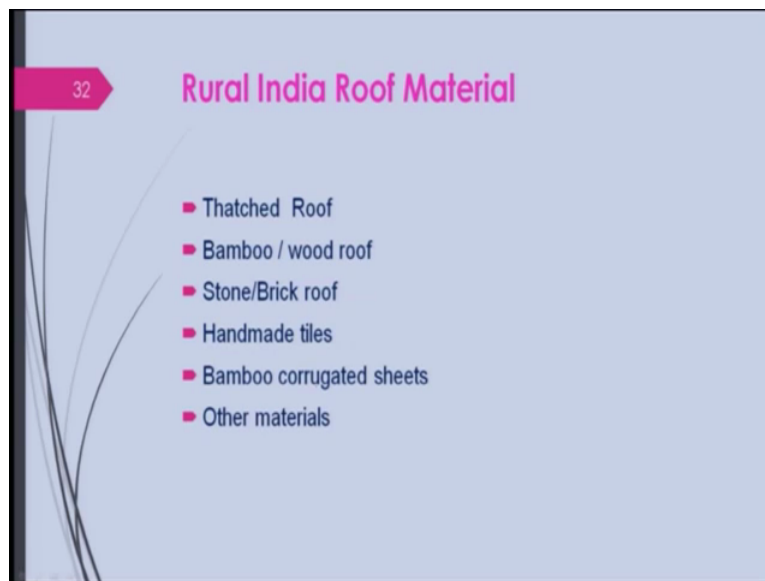 32
Rural India Roof Material
Thatched Roof
Bamboo / wood roof
Stone/Brick roof
Handmade tiles
Bamboo corrugated sheets
Other materials